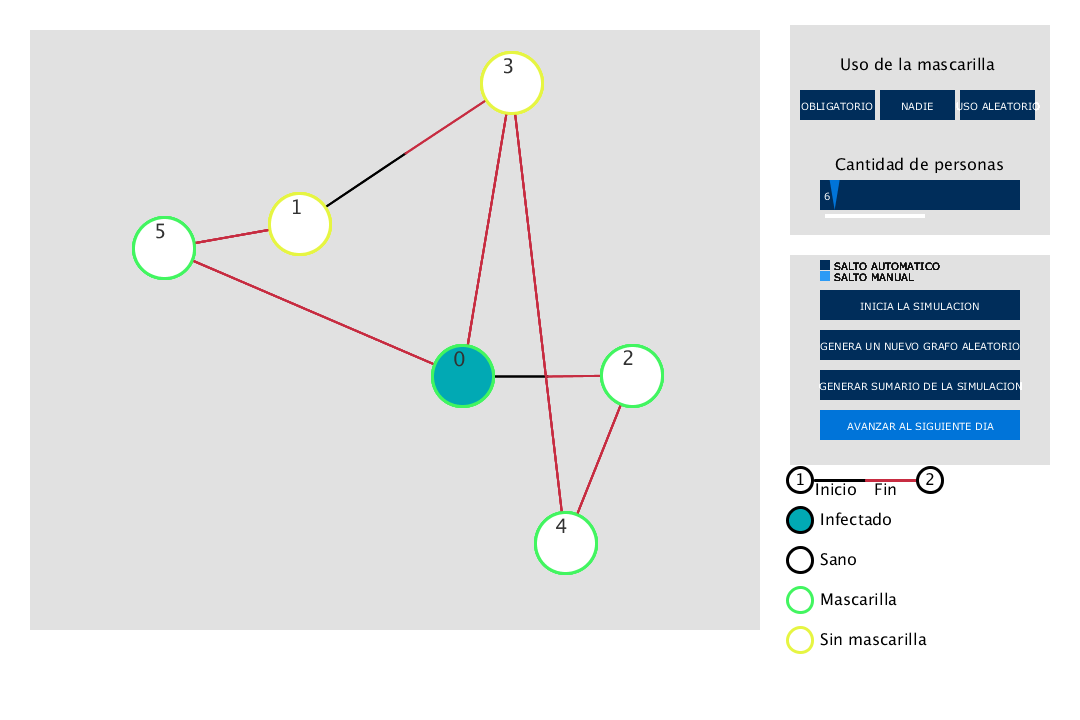 3
1
5
0
2
4
Uso de la mascarilla
OBLIGATORIO
NADIE
USO ALEATORIO
Cantidad de personas
6
SALTO AUTOMATICO
SALTO MANUAL
INICIA LA SIMULACION
GENERA UN NUEVO GRAFO ALEATORIO
GENERAR SUMARIO DE LA SIMULACION
AVANZAR AL SIGUIENTE DIA
1 2
Inicio Fin
Infectado
Sano
Mascarilla
Sin mascarilla